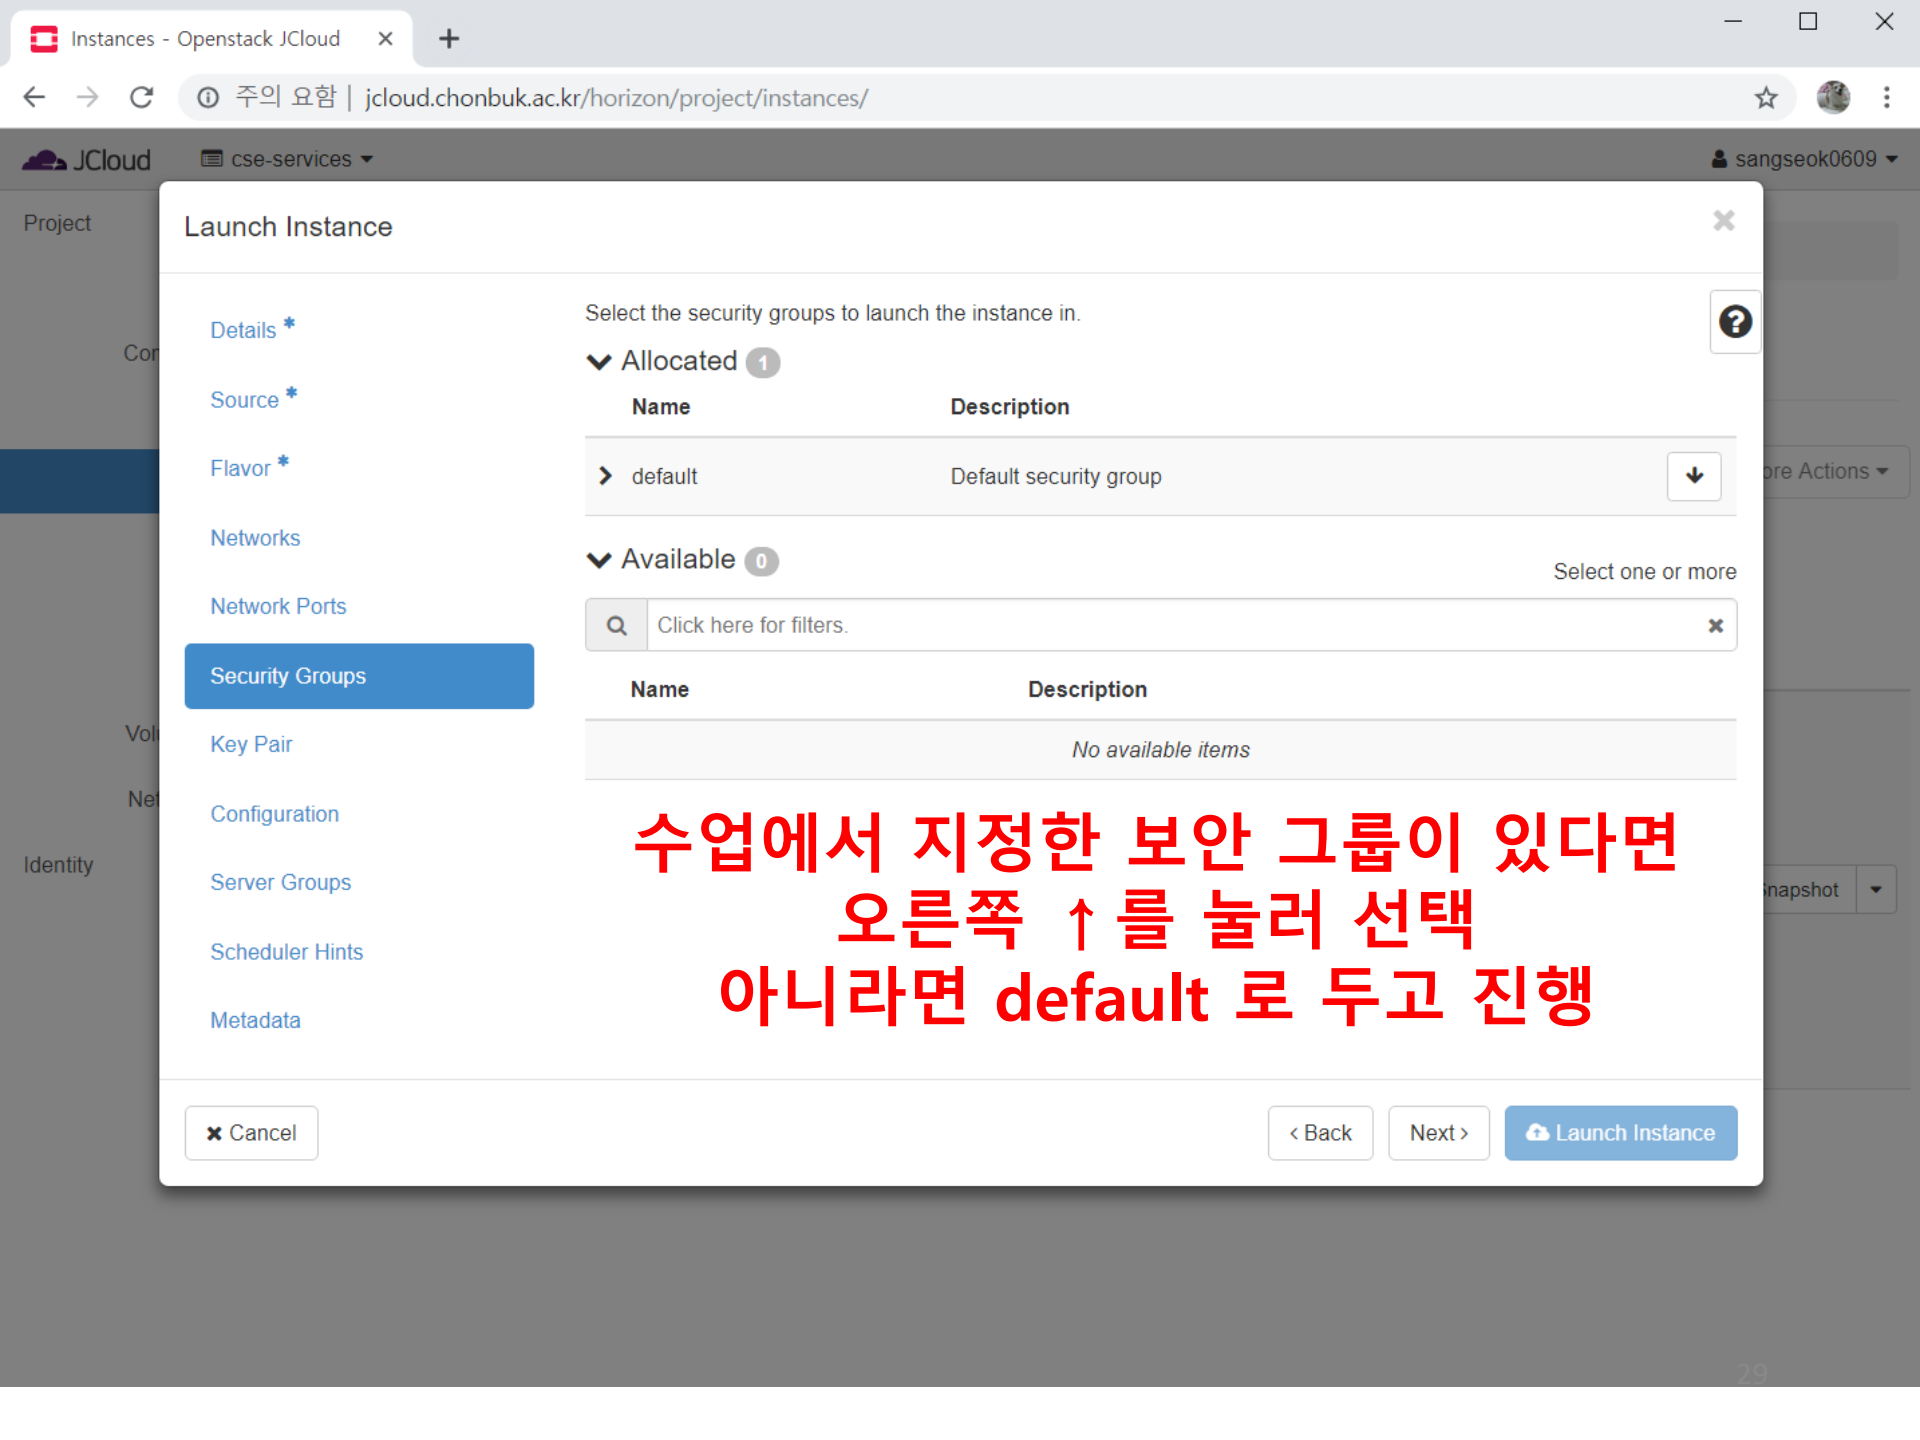 Instances - Openstack JCloud
주의 요함 | jcloud.chonbuk.ac.kr/horizon/project/instances/
JCloud cse-services sangseok0609
Project
Launch Instance
Details *
Source *
Flavor *
Networks
Network Ports
Security Groups
Key Pair
Configuration
Server Groups
Scheduler Hints
Metadata
Select the security groups to launch the instance in.
Allocated 1
Name Description
default Default security group
Available 0
Select one or more
Click here for filters.
Name Description
No available items
수업에서 지정한 보안 그룹이 있다면
오른쪽 ↑를 눌러 선택
아니라면 default 로 두고 진행
Cancel
< Back Next > Launch Instance
Identity
Actions
29